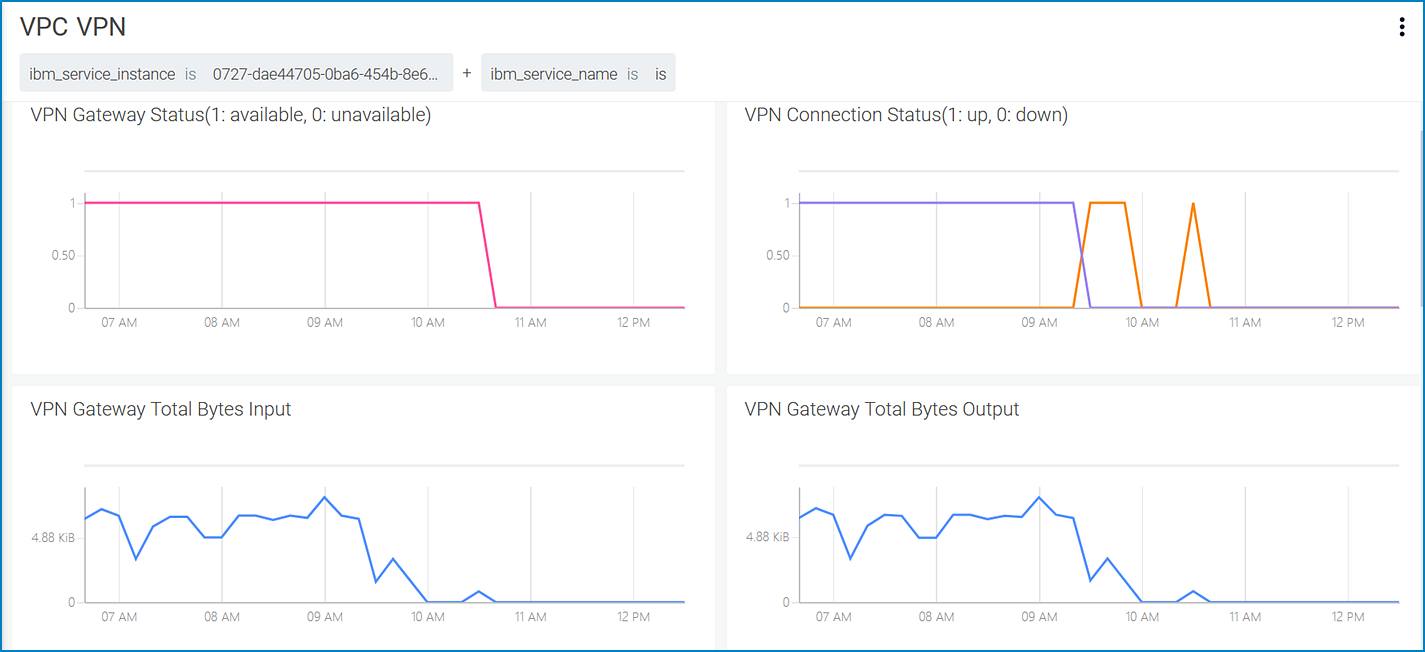 VPC VPN
ibm_service_instance is 0727-dae44705-0ba6-454b-8e6... + ibm_service_name is is
VPN Gateway Status(1: available, 0: unavailable)
1
0.50
0
07 AM 08 AM 09 AM 10 AM 11 AM 12 PM
VPN Connection Status(1: up, 0: down)
1
0.50
0
07 AM 08 AM 09 AM 10 AM 11 AM 12 PM
VPN Gateway Total Bytes Input
4.88 KiB
0
07 AM 08 AM 09 AM 10 AM 11 AM 12 PM
VPN Gateway Total Bytes Output
4.88 KiB
0
07 AM 08 AM 09 AM 10 AM 11 AM 12 PM